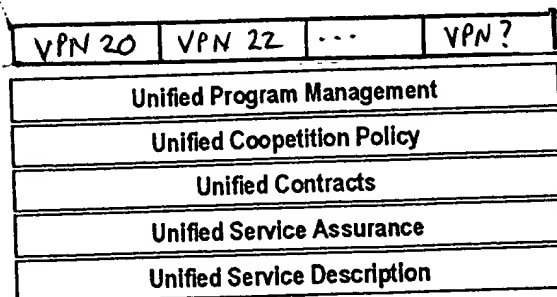 VPN 20 VPN 22 ... VPN ?
Unified Program Management
Unified Coopetition Policy
Unified Contracts
Unified Service Assurance
Unified Service Description